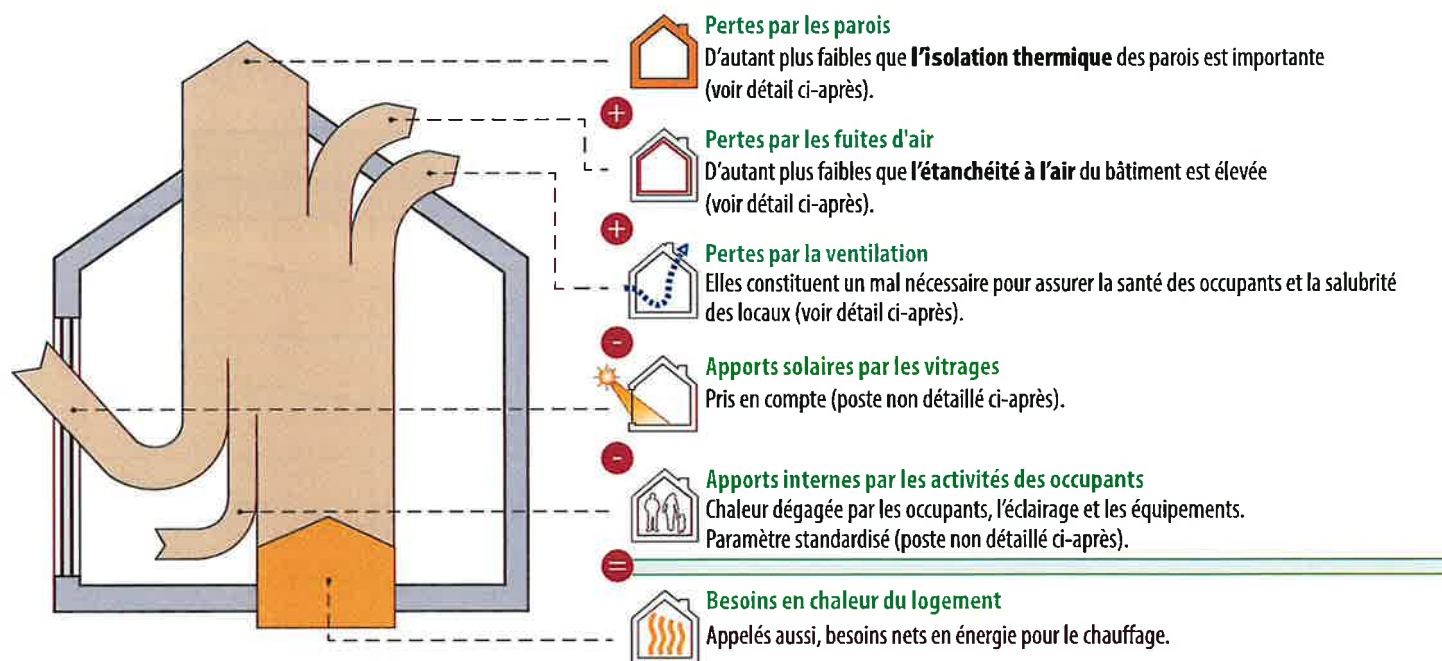 Pertes par les parois
D'autant plus faibles que l'isolation thermique des parois est importante
(voir détail ci-après).
+
Pertes par les fuites d'air
D'autant plus faibles que l'étanchéité à l'air du bâtiment est élevée
(voir détail ci-après).
+
Pertes par la ventilation
Elles constituent un mal nécessaire pour assurer la santé des occupants et la salubrité
des locaux (voir détail ci-après).
-
Apports solaires par les vitrages
Pris en compte (poste non détaillé ci-après).
-
Apports internes par les activités des occupants
Chaleur dégagée par les occupants, l'éclairage et les équipements.
Paramètre standardisé (poste non détaillé ci-après).
=
Besoins en chaleur du logement
Appelés aussi, besoins nets en énergie pour le chauffage.